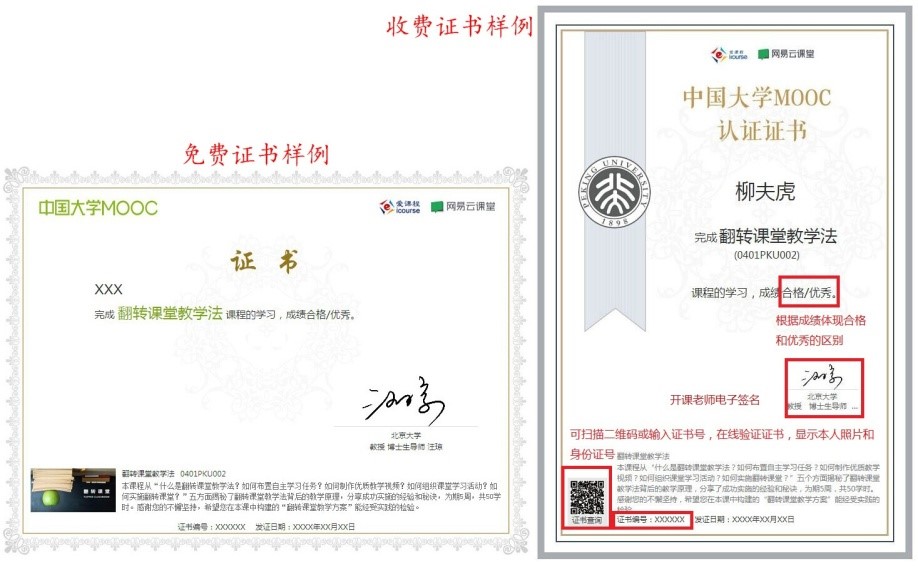 收费证书样例
免费证书样例
中国大学MOOC
爱课程
icourse
网易云课堂
证 书
XXX
完成 翻转课堂教学法 课程的学习，成绩合格/优秀。
北京大学
教授 博士生导师 汪琼
翻转课堂
翻转课堂教学法 0401PKU002
本课程从“什么是翻转课堂教学法？如何布置自主学习任务？如何制作优质教学视频？如何组织课堂学习活动？如
何实施翻转课堂？”五方面揭秘了翻转课堂教学法背后的教学原理，分享成功实施的经验和秘诀，为期5周，共50学
时。感谢您的不懈坚持，希望您在本课中构建的“翻转课堂教学方案”能经受实践的检验。
证书编号：XXXXXX 发证日期：XXXX年XX月XX日
爱课程
icourse
网易云课堂
中国大学MOOC
认证证书
PEKING UNIVERSITY
1898
柳夫虎
完成 翻转课堂教学法
(0401PKU002)
课程的学习，成绩合格/优秀。
根据成绩体现合格
和优秀的区别
开课老师电子签名
北京大学
教授 博士生导师 ...
可扫描二维码或输入证书号，在线验证证书，显示本人照片和
身份证号
翻转课堂教学法
本课程从“什么是翻转课堂教学法？如何布置自主学习任务？如何制作优质教学
视频？如何组织课堂学习活动？如何实施翻转课堂？”五个方面揭秘了翻转课堂
教学法背后的教学原理，分享了成功实施的经验和秘诀，为期5周，共50学时。
感谢您的不懈坚持，希望您在本课中构建的“翻转课堂教学方案”能经受实践的
检验。
证书查询
证书编号：XXXXXX 发证日期：XXXX年XX月XX日